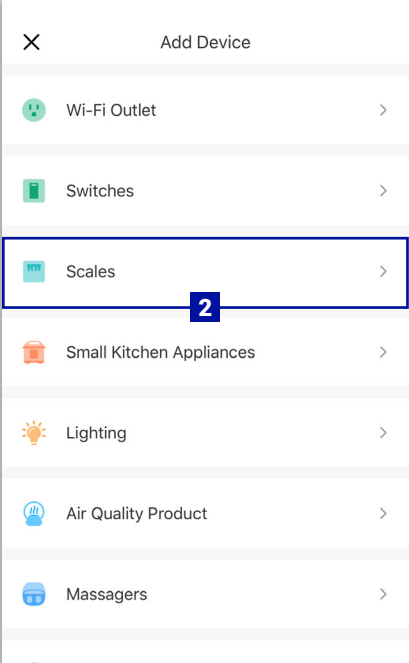 Add Device
Wi-Fi Outlet
Switches
Scales
2
Small Kitchen Appliances
Lighting
Air Quality Product
Massagers